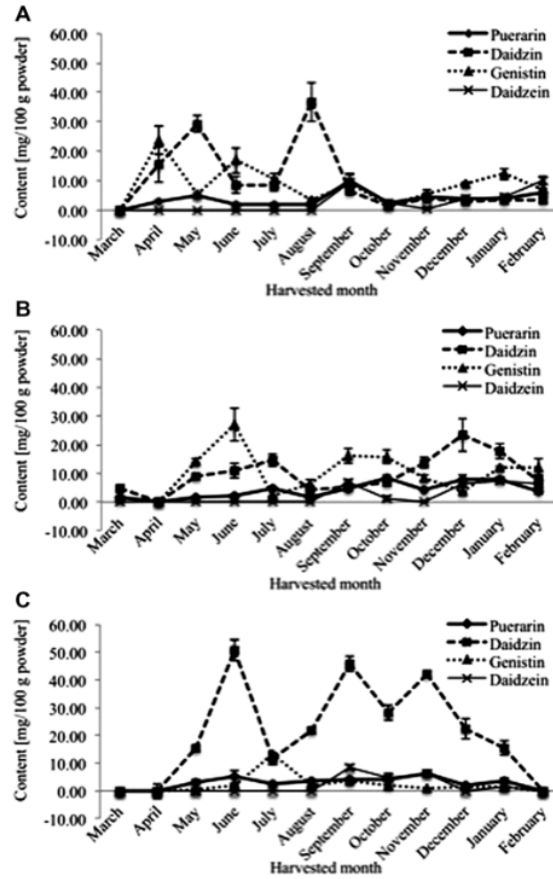 A
60.00
50.00
40.00
30.00
20.00
10.00
0.00
-10.00
Content [mg/100 g powder]
Puerarin
Daidzin
Genistin
Daidzein
March
April
May
June
July
August
September
October
November
December
January
February
Harvested month
B
60.00
50.00
40.00
30.00
20.00
10.00
0.00
-10.00
Content [mg/100 g powder]
Puerarin
Daidzin
Genistin
Daidzein
March
April
May
June
July
August
September
October
November
December
January
February
Harvested month
C
60.00
50.00
40.00
30.00
20.00
10.00
0.00
-10.00
Content [mg/100 g powder]
Puerarin
Daidzin
Genistin
Daidzein
March
April
May
June
July
August
September
October
November
December
January
February
Harvested month